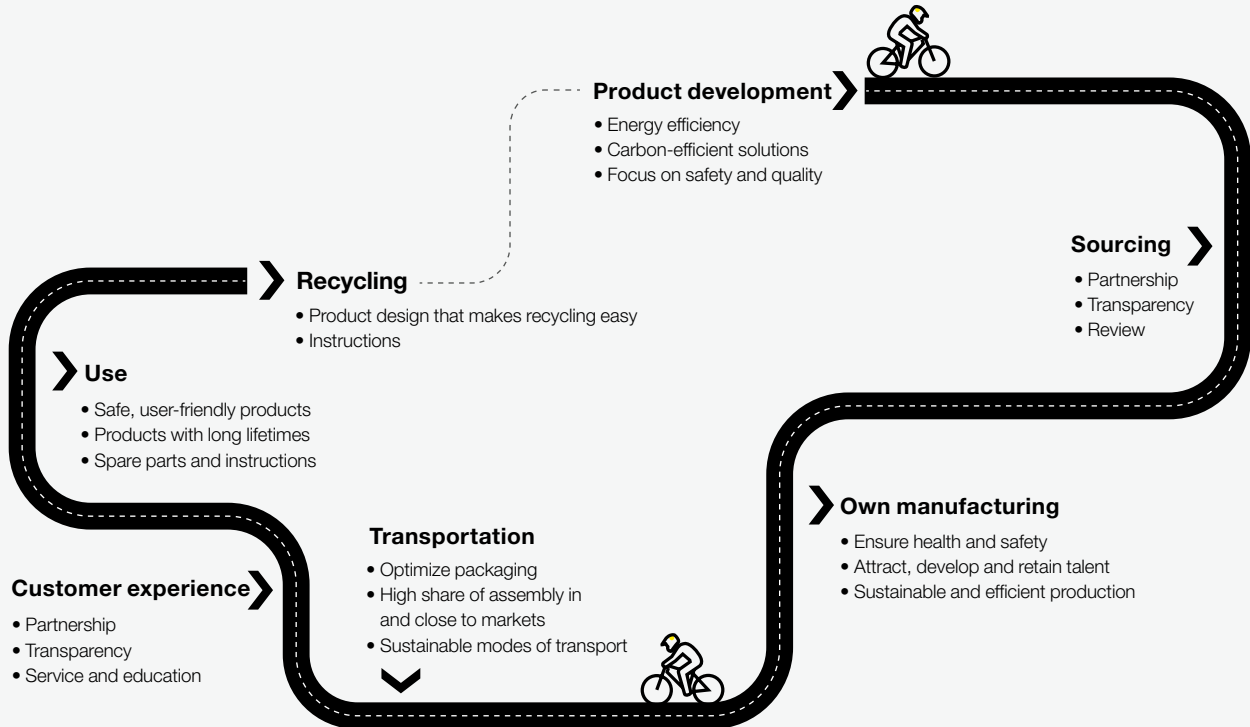 Product development
• Energy efficiency
• Carbon-efficient solutions
• Focus on safety and quality
Sourcing
• Partnership
• Transparency
• Review
Own manufacturing
• Ensure health and safety
• Attract, develop and retain talent
• Sustainable and efficient production
Transportation
• Optimize packaging
• High share of assembly in
and close to markets
• Sustainable modes of transport
Customer experience
• Partnership
• Transparency
• Service and education
Use
• Safe, user-friendly products
• Products with long lifetimes
• Spare parts and instructions
Recycling
• Product design that makes recycling easy
• Instructions